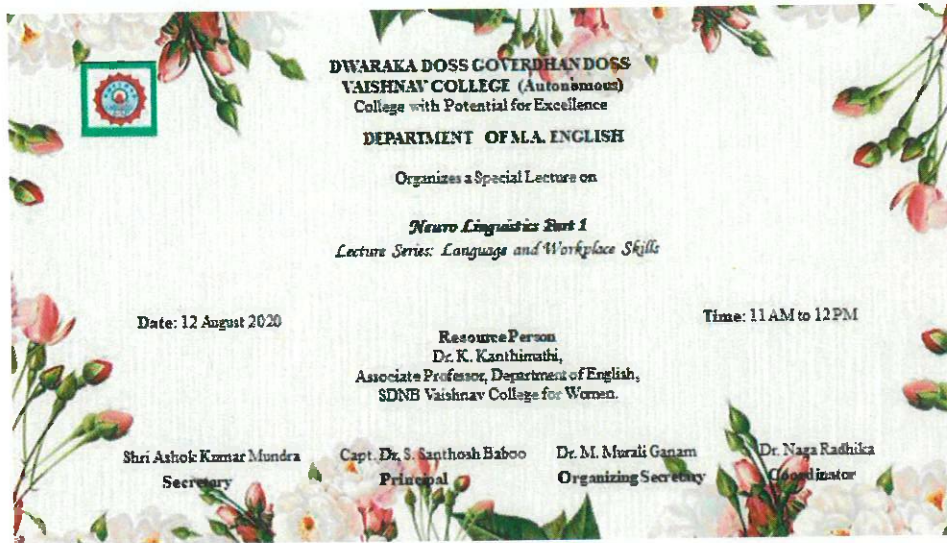 DWARAKA DOSS GOVERDHAN DOSS
VAISHNAV COLLEGE (Autonomous)
College with Potential for Excellence
DEPARTMENT OF M.A. ENGLISH
Organizes a Special Lecture on
Neuro Linguistics Part 1
Lecture Series: Language and Workplace Skills
Date: 12 August 2020
Time: 11 AM to 12 PM
Resource Person
Dr. K. Kanthimathi,
Associate Professor, Department of English,
SDNB Vaishnav College for Women.
Shri Ashok Kumar Mundra Capt. Dr. S. Santhosh Baboo Dr. M. Murali Ganam Dr. Naga Radhika
Secretary Principal Organizing Secretary Coordinator